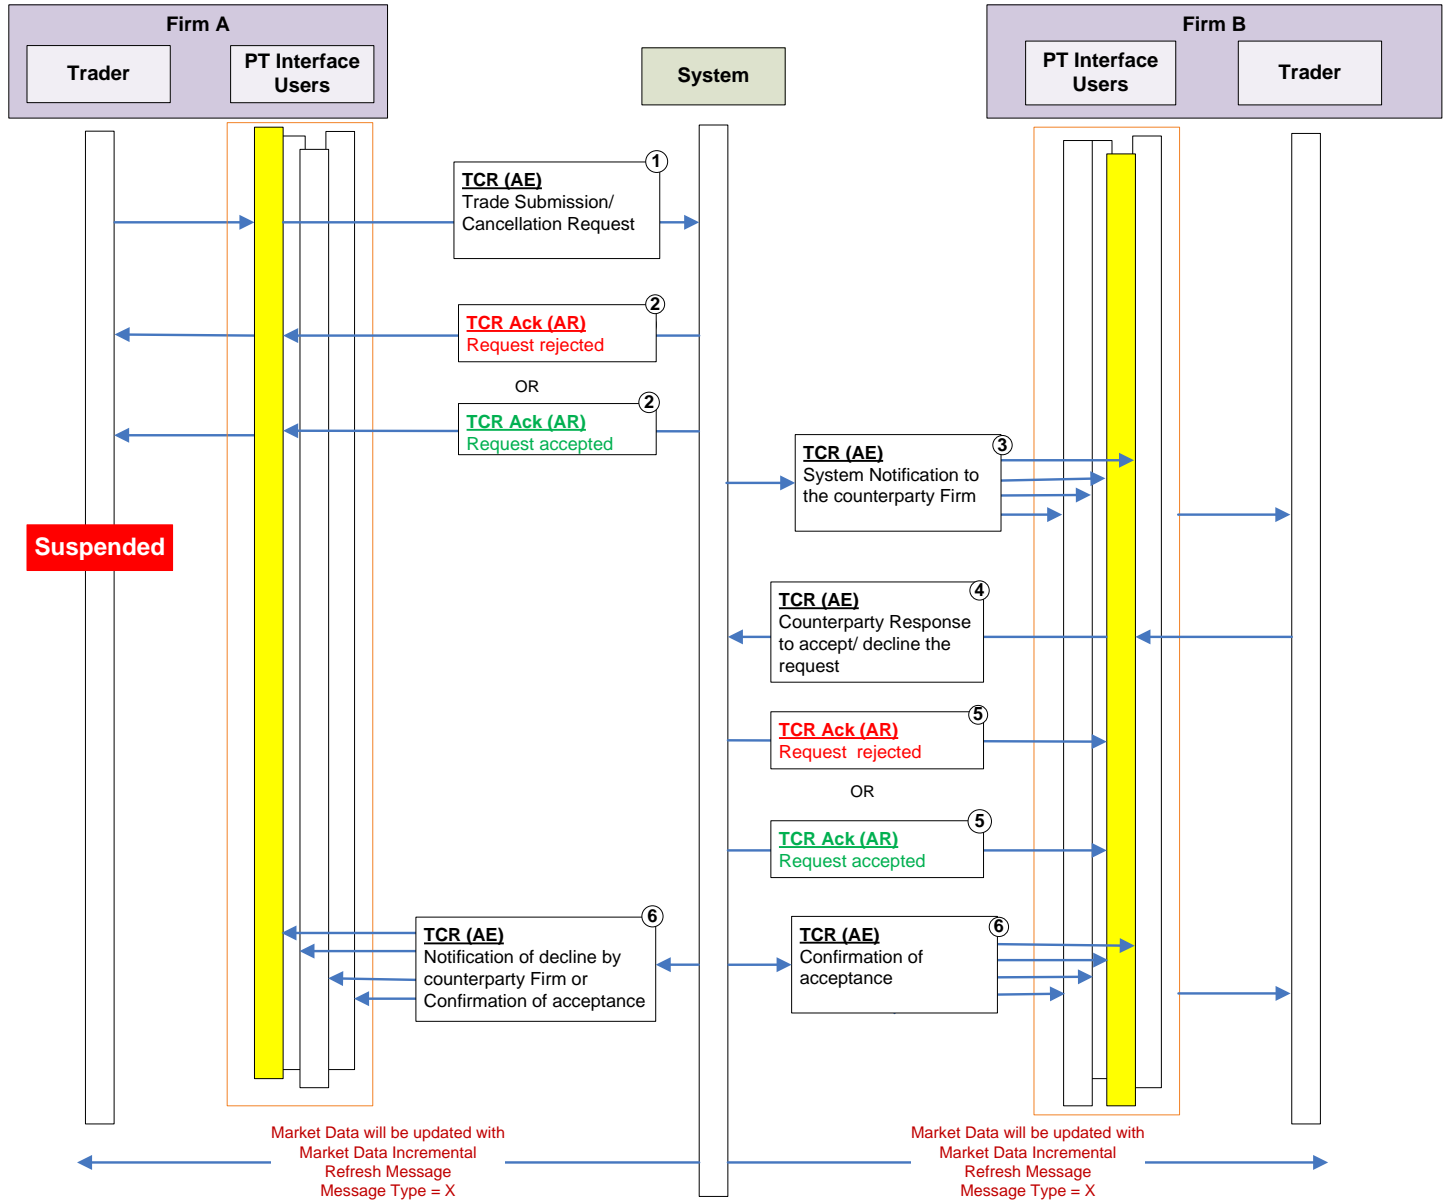 Firm A
Firm B
Trader
PT Interface
Users
System
PT Interface
Users
Trader
1
TCR (AE)
Trade Submission/
Cancellation Request
2
TCR Ack (AR)
Request rejected
OR
2
TCR Ack (AR)
Request accepted
3
TCR (AE)
System Notification to
the counterparty Firm
Suspended
4
TCR (AE)
Counterparty Response
to accept/ decline the
request
5
TCR Ack (AR)
Request  rejected
OR
5
TCR Ack (AR)
Request accepted
6
TCR (AE)
Notification of decline by
counterparty Firm or
Confirmation of acceptance
6
TCR (AE)
Confirmation of
acceptance
Market Data will be updated with
Market Data Incremental
Refresh Message
Message Type = X
Market Data will be updated with
Market Data Incremental
Refresh Message
Message Type = X